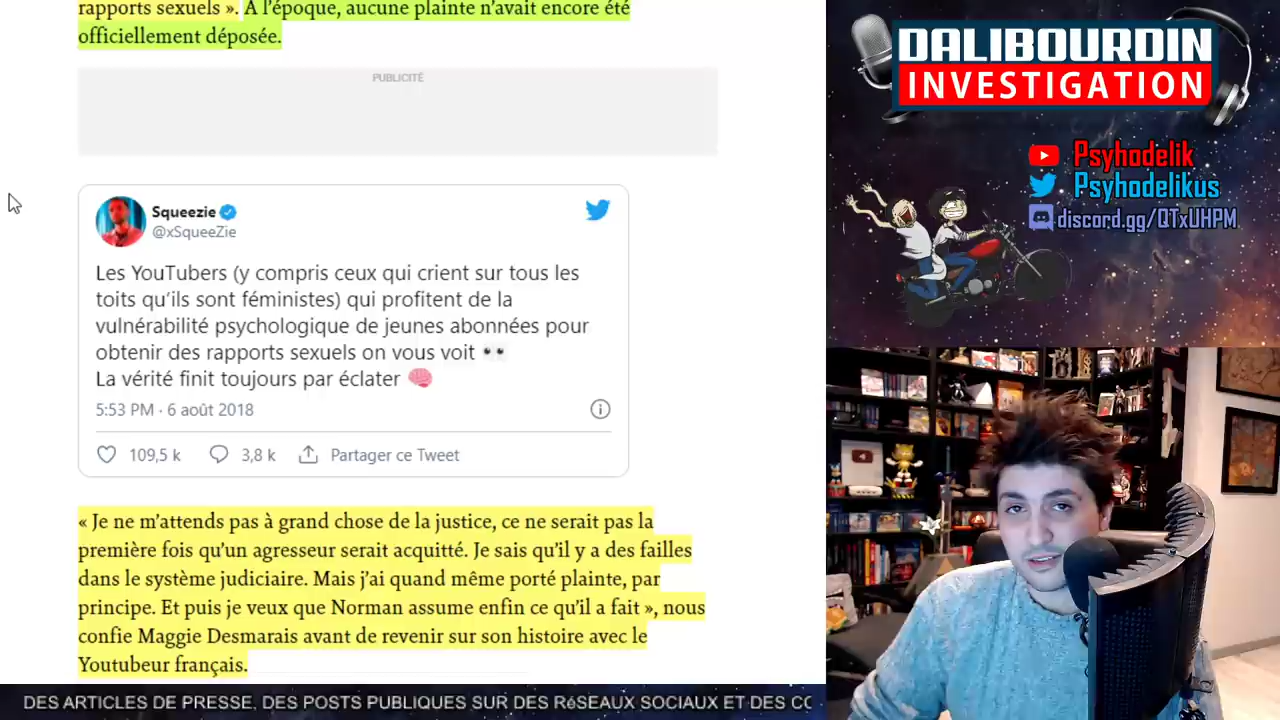 rapports sexuels ». À l'époque, aucune plainte n'avait encore été
officiellement déposée.
PUBLICITÉ
Squeezie
@xSqueeZie
Les YouTubers (y compris ceux qui crient sur tous les
toits qu'ils sont féministes) qui profitent de la
vulnérabilité psychologique de jeunes abonnées pour
obtenir des rapports sexuels on vous voit 👀
La vérité finit toujours par éclater 🧠
5:53 PM · 6 août 2018
109,5 k 3,8 k Partager ce Tweet
« Je ne m'attends pas à grand chose de la justice, ce ne serait pas la
première fois qu'un agresseur serait acquitté. Je sais qu'il y a des failles
dans le système judiciaire. Mais j'ai quand même porté plainte, par
principe. Et puis je veux que Norman assume enfin ce qu'il a fait », nous
confie Maggie Desmarais avant de revenir sur son histoire avec le
Youtubeur français.
DES ARTICLES DE PRESSE, DES POSTS PUBLIQUES SUR DES RéSEAUX SOCIAUX ET DES CO
DALIBOURDIN
INVESTIGATION
Psyhodelik
Psyhodelikus
discord.gg/QTxUHPM